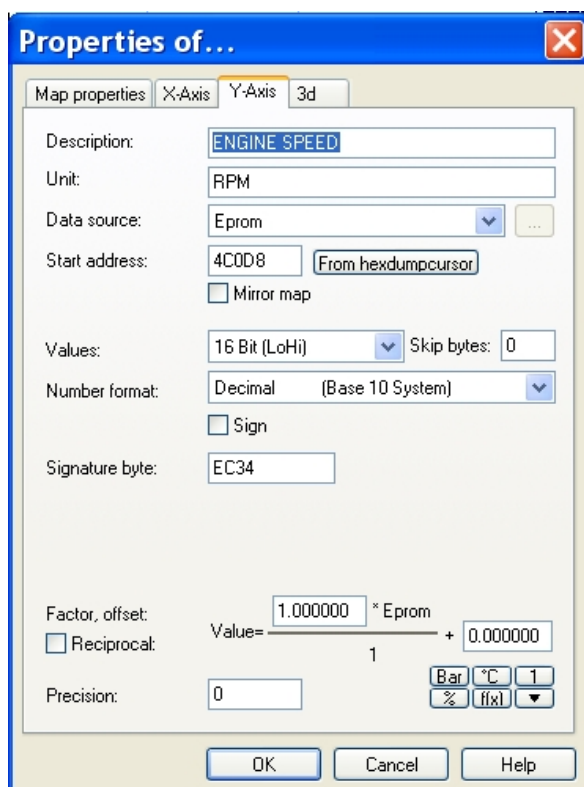 Properties of...
Map properties X-Axis Y-Axis 3d
Description: ENGINE SPEED
Unit: RPM
Data source: Eprom ...
Start address: 4C0D8 From hexdumpcursor
Mirror map
Values: 16 Bit (LoHi) Skip bytes: 0
Number format: Decimal (Base 10 System)
Sign
Signature byte: EC34
Factor, offset: 1.000000 * Eprom
Reciprocal: Value= + 0.000000
1
Bar °C 1
Precision: 0 % f(x)
OK Cancel Help